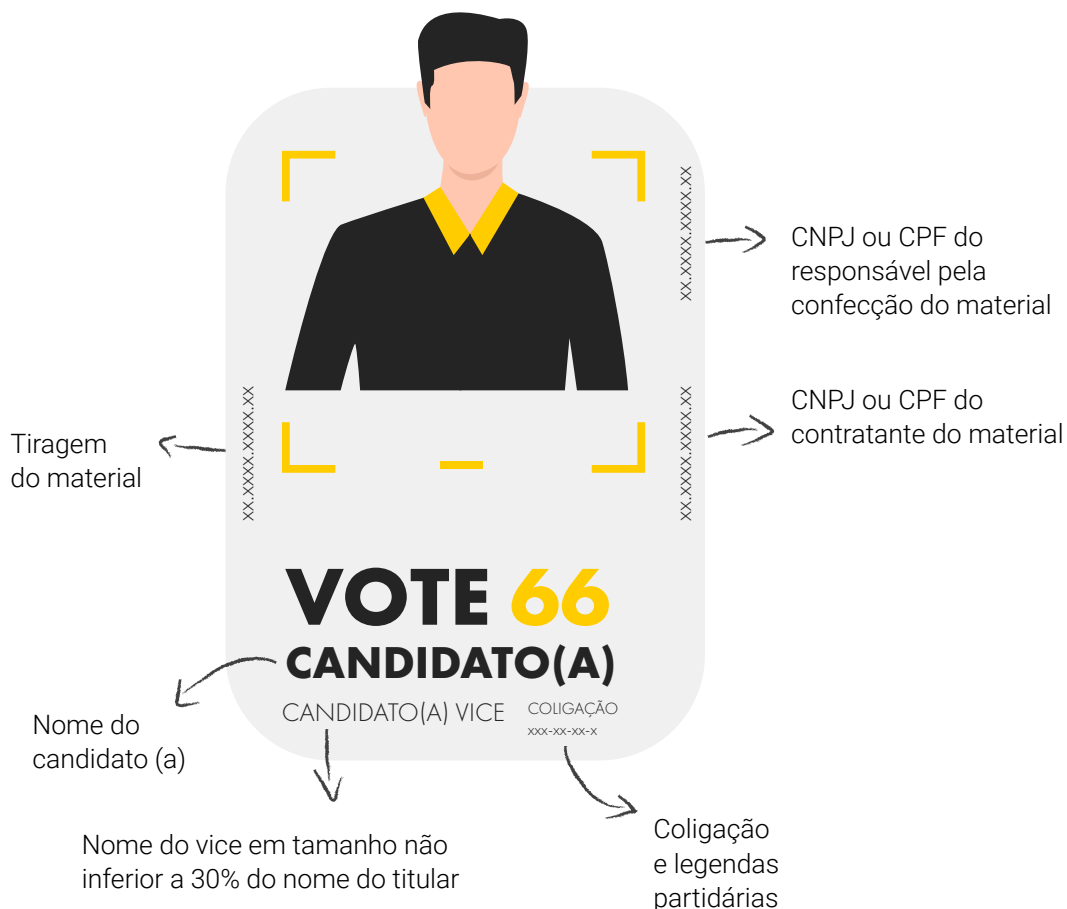 xx.xxxx.xxxx.xx
CNPJ ou CPF do
responsável pela
confecção do material
xx.xxxx.xxxx.xx
CNPJ ou CPF do
contratante do material
Tiragem
do material
xx.xxxx.xxxx.xx
VOTE 66
CANDIDATO(A)
CANDIDATO(A) VICE
COLIGAÇÃO
xxx-xx-xx-x
Nome do
candidato (a)
Nome do vice em tamanho não
inferior a 30% do nome do titular
Coligação
e legendas
partidárias